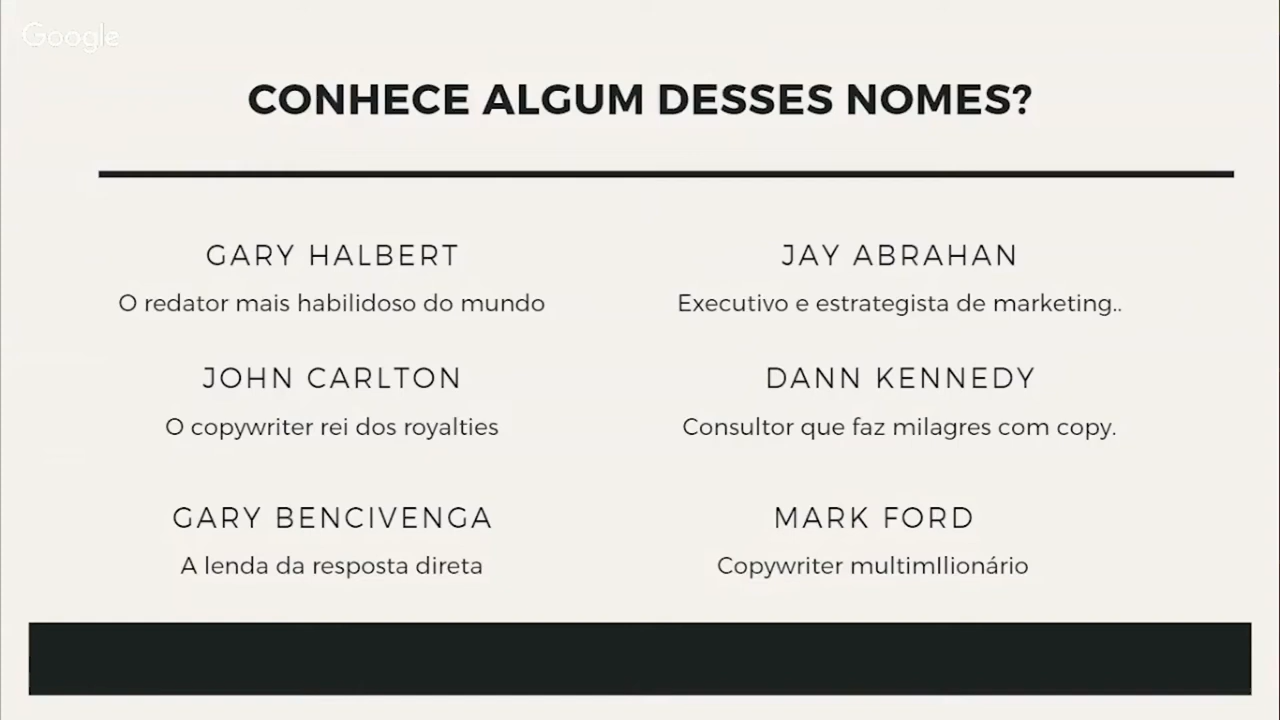 Google
CONHECE ALGUM DESSES NOMES?
GARY HALBERT
O redator mais habilidoso do mundo
JAY ABRAHAN
Executivo e estrategista de marketing..
JOHN CARLTON
O copywriter rei dos royalties
DANN KENNEDY
Consultor que faz milagres com copy.
GARY BENCIVENGA
A lenda da resposta direta
MARK FORD
Copywriter multimIlionário